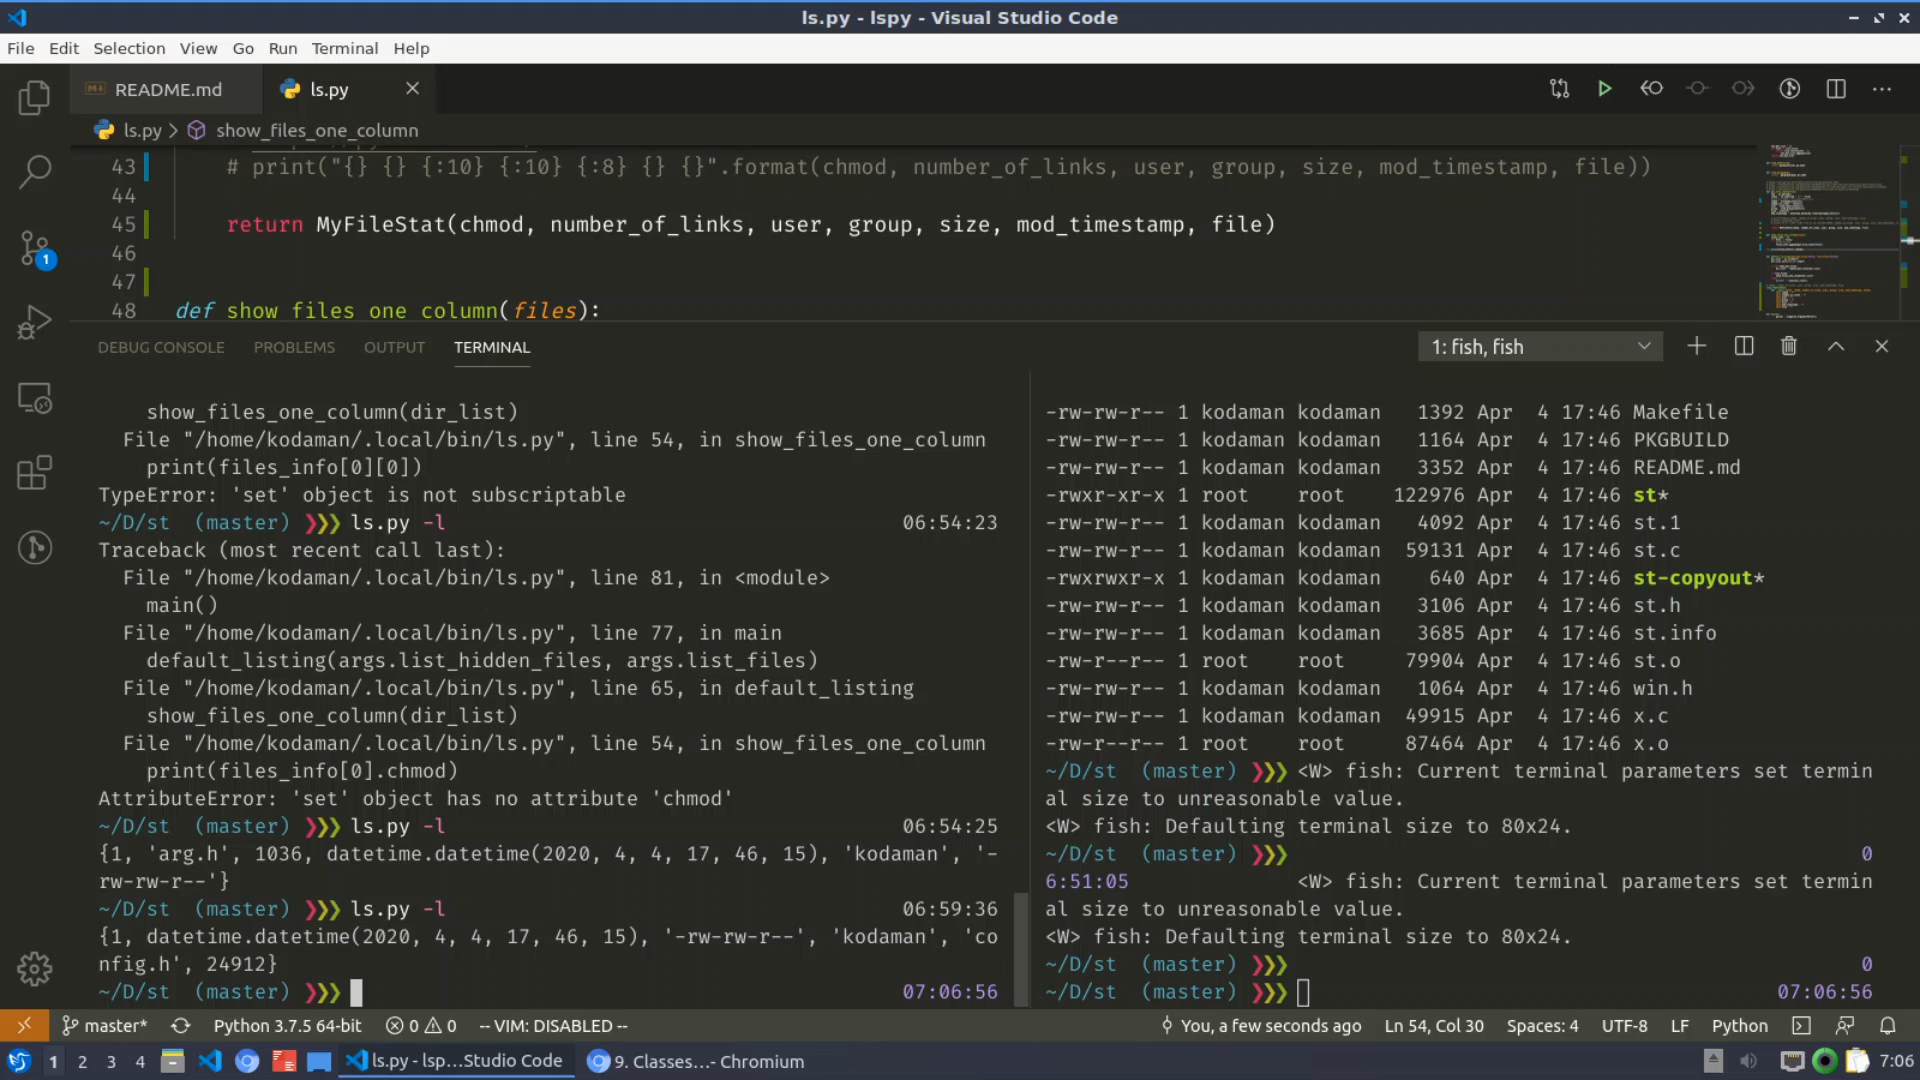 ls.py - lspy - Visual Studio Code
File Edit Selection View Go Run Terminal Help
README.md
ls.py
ls.py > show_files_one_column
43 # print("{} {} {:10} {:10} {:8} {} {}".format(chmod, number_of_links, user, group, size, mod_timestamp, file))
44
45 return MyFileStat(chmod, number_of_links, user, group, size, mod_timestamp, file)
46
47
48 def show_files_one_column(files):
1
DEBUG CONSOLE PROBLEMS OUTPUT TERMINAL
1: fish, fish
show_files_one_column(dir_list)
File "/home/kodaman/.local/bin/ls.py", line 54, in show_files_one_column
print(files_info[0][0])
TypeError: 'set' object is not subscriptable
~/D/st (master) ❯❯❯ ls.py -l 06:54:23
Traceback (most recent call last):
File "/home/kodaman/.local/bin/ls.py", line 81, in <module>
main()
File "/home/kodaman/.local/bin/ls.py", line 77, in main
default_listing(args.list_hidden_files, args.list_files)
File "/home/kodaman/.local/bin/ls.py", line 65, in default_listing
show_files_one_column(dir_list)
File "/home/kodaman/.local/bin/ls.py", line 54, in show_files_one_column
print(files_info[0].chmod)
AttributeError: 'set' object has no attribute 'chmod'
~/D/st (master) ❯❯❯ ls.py -l 06:54:25
{1, 'arg.h', 1036, datetime.datetime(2020, 4, 4, 17, 46, 15), 'kodaman', '-
rw-rw-r--'}
~/D/st (master) ❯❯❯ ls.py -l 06:59:36
{1, datetime.datetime(2020, 4, 4, 17, 46, 15), '-rw-rw-r--', 'kodaman', 'co
nfig.h', 24912}
~/D/st (master) ❯❯❯ 07:06:56
-rw-rw-r-- 1 kodaman kodaman 1392 Apr 4 17:46 Makefile
-rw-rw-r-- 1 kodaman kodaman 1164 Apr 4 17:46 PKGBUILD
-rw-rw-r-- 1 kodaman kodaman 3352 Apr 4 17:46 README.md
-rwxr-xr-x 1 root root 122976 Apr 4 17:46 st*
-rw-rw-r-- 1 kodaman kodaman 4092 Apr 4 17:46 st.1
-rw-rw-r-- 1 kodaman kodaman 59131 Apr 4 17:46 st.c
-rwxrwxr-x 1 kodaman kodaman 640 Apr 4 17:46 st-copyout*
-rw-rw-r-- 1 kodaman kodaman 3106 Apr 4 17:46 st.h
-rw-rw-r-- 1 kodaman kodaman 3685 Apr 4 17:46 st.info
-rw-r--r-- 1 root root 79904 Apr 4 17:46 st.o
-rw-rw-r-- 1 kodaman kodaman 1064 Apr 4 17:46 win.h
-rw-rw-r-- 1 kodaman kodaman 49915 Apr 4 17:46 x.c
-rw-r--r-- 1 root root 87464 Apr 4 17:46 x.o
~/D/st (master) ❯❯❯ <W> fish: Current terminal parameters set termin
al size to unreasonable value.
<W> fish: Defaulting terminal size to 80x24.
~/D/st (master) ❯❯❯ 0
6:51:05 <W> fish: Current terminal parameters set termin
al size to unreasonable value.
<W> fish: Defaulting terminal size to 80x24.
~/D/st (master) ❯❯❯ 0
~/D/st (master) ❯❯❯ 07:06:56
master* Python 3.7.5 64-bit 0 0 -- VIM: DISABLED -- You, a few seconds ago Ln 54, Col 30 Spaces: 4 UTF-8 LF Python
1 2 3 4 ls.py - lsp...Studio Code 9. Classes...- Chromium 7:06